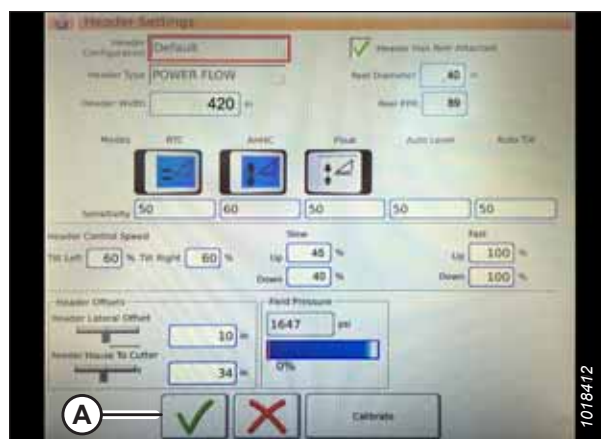 Header Settings
Header Configuration Default
Header Has Reel Attached
Header Type POWER FLOW
Reel Diameter 40 in
Header Width 420 in
Reel PPR 89
Modes RTC AHHC Float Auto Level Auto Tilt
Sensitivity 50 60 50 50 50
Header Control Speed
Slow Fast
Tilt Left 60 % Tilt Right 60 %
Up 45 % Up 100 %
Down 40 % Down 100 %
Header Offsets Field Pressure
Header Lateral Offset
10 in 1647 psi
Feeder House To Cutter
34 in 0%
A
Calibrate
1018412